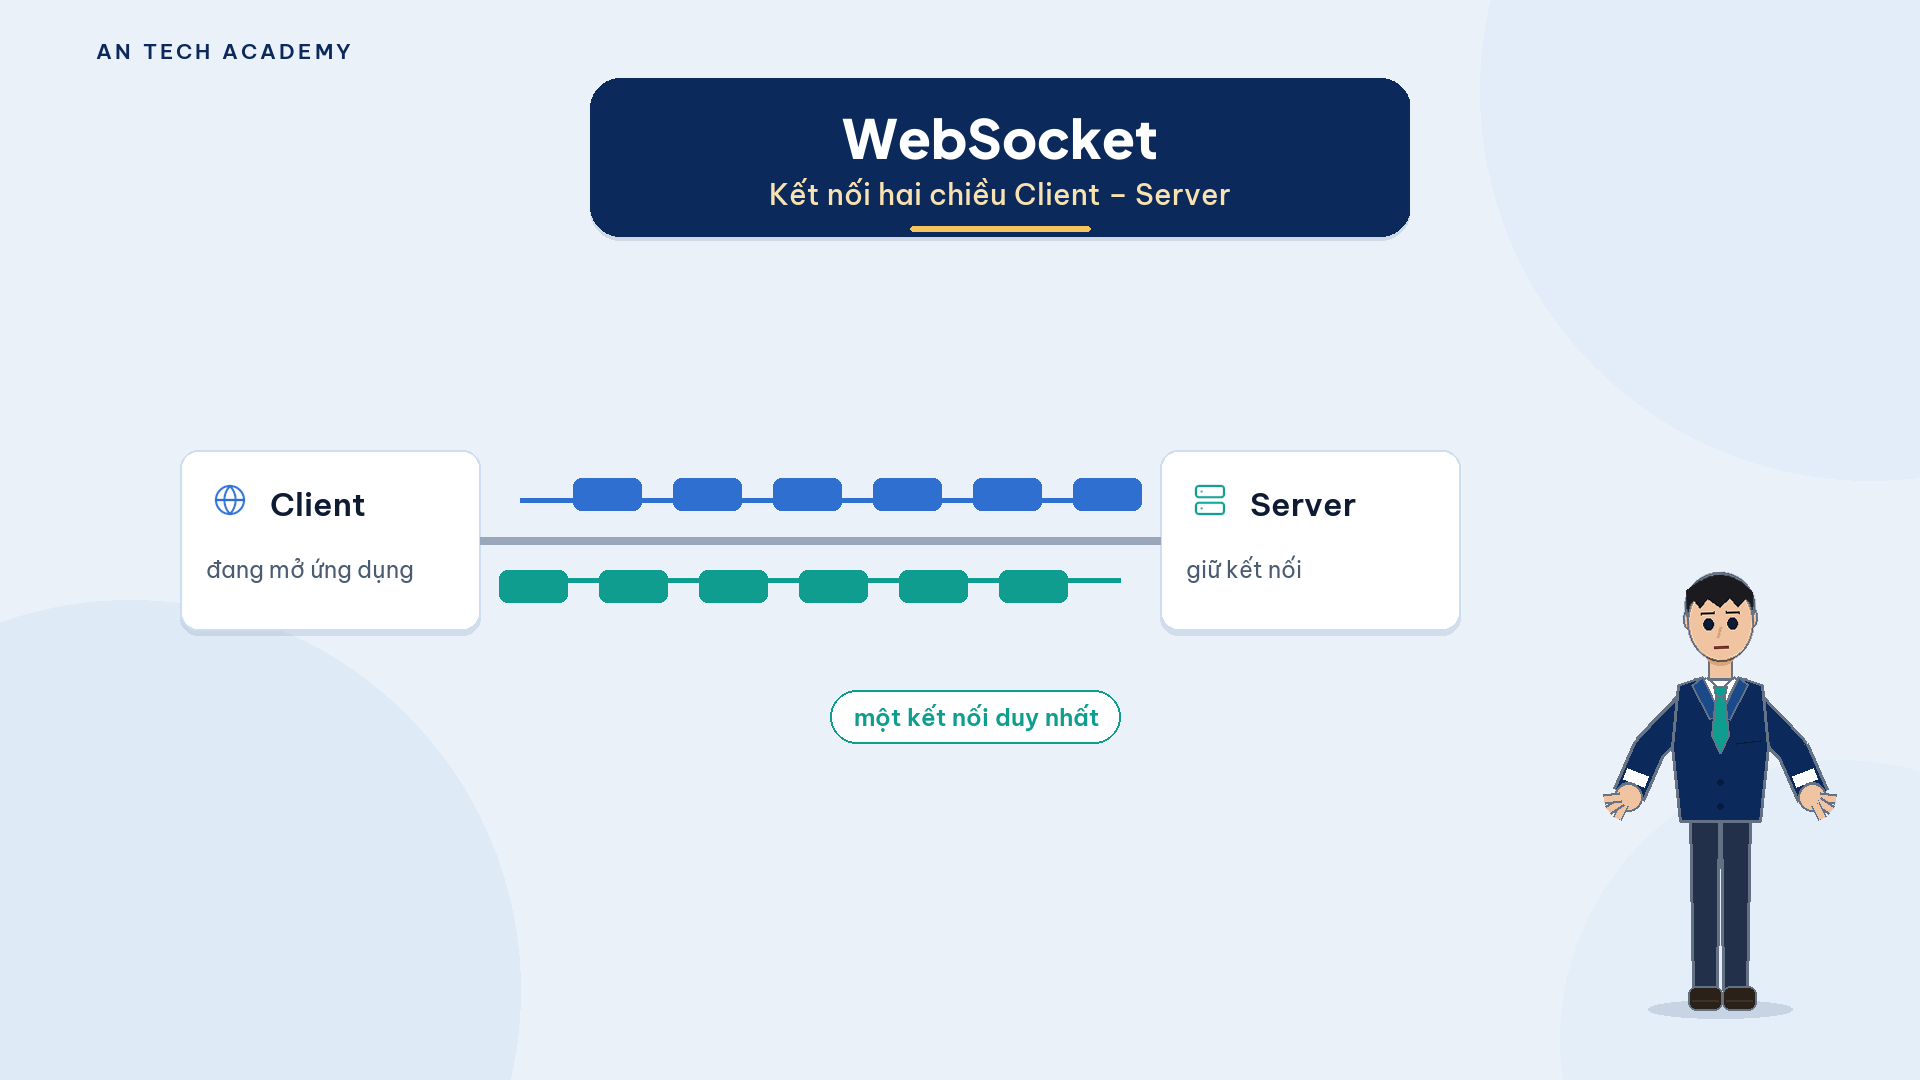 AN TECH ACADEMY
WebSocket
Kết nối hai chiều Client – Server
Client
đang mở ứng dụng
Server
giữ kết nối
một kết nối duy nhất